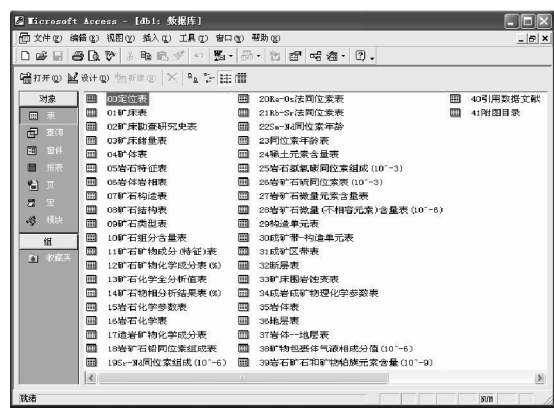 Microsoft Access - [db1: 数据库]
文件(F) 编辑(E) 视图(V) 插入(I) 工具(T) 窗口(W) 帮助(H)
打开(O) 设计(D) 新建(N)
对象
表
查询
窗体
报表
页
宏
模块
组
收藏夹
00定位表
01矿床表
02矿床勘查研究史表
03矿床储量表
04矿体表
05岩石特征表
06岩体岩相表
07矿石构造表
08矿石结构表
09矿石类型表
10矿石组分含量表
11矿石矿物成分(特征)表
12矿石矿物化学成分表(%)
13矿石化学全分析值表
14矿石物相分析结果表(%)
15岩石化学参数表
16岩石化学表
17造岩矿物化学成分表
18岩矿石铅同位素组成表
19Sr-Nd同位素组成(10^-6)
20Re-Os法同位素表
21Rb-Sr法同位素表
22Sm-Nd同位素年龄
23同位素年龄表
24稀土元素含量表
25岩石氢氧碳同位素组成(10^-3)
26岩矿石硫同位素表(10^-3)
27岩矿石微量元素含量表
28岩矿石微量(不相容元素)含量表(10^-6)
29构造单元表
30成矿带-构造单元表
31成矿区带表
32断层表
33矿床围岩蚀变表
34成岩成矿物理化学参数表
35岩体表
36地层表
37岩体--地层表
38矿物包裹体气液相成分值(10^-6)
39岩石矿石和矿物铂族元素含量(10^-9)
40引用数据文献
41附图目录
就绪
NUM